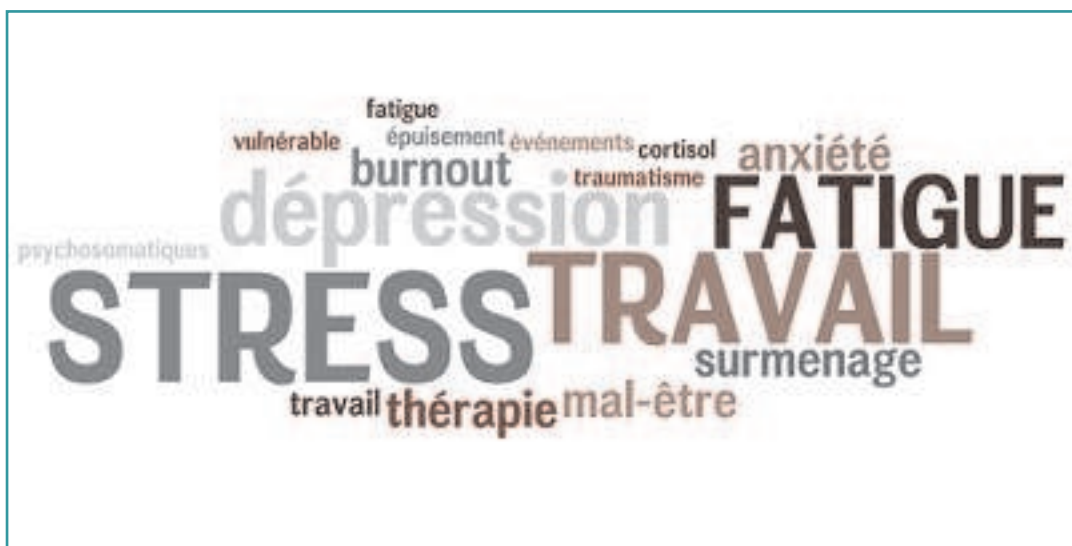 fatigue
vulnérable épuisement événements cortisol anxiété
burnout traumatisme
dépression FATIGUE
psychosomatiques
STRESS TRAVAIL
surmenage
travail thérapie mal-être